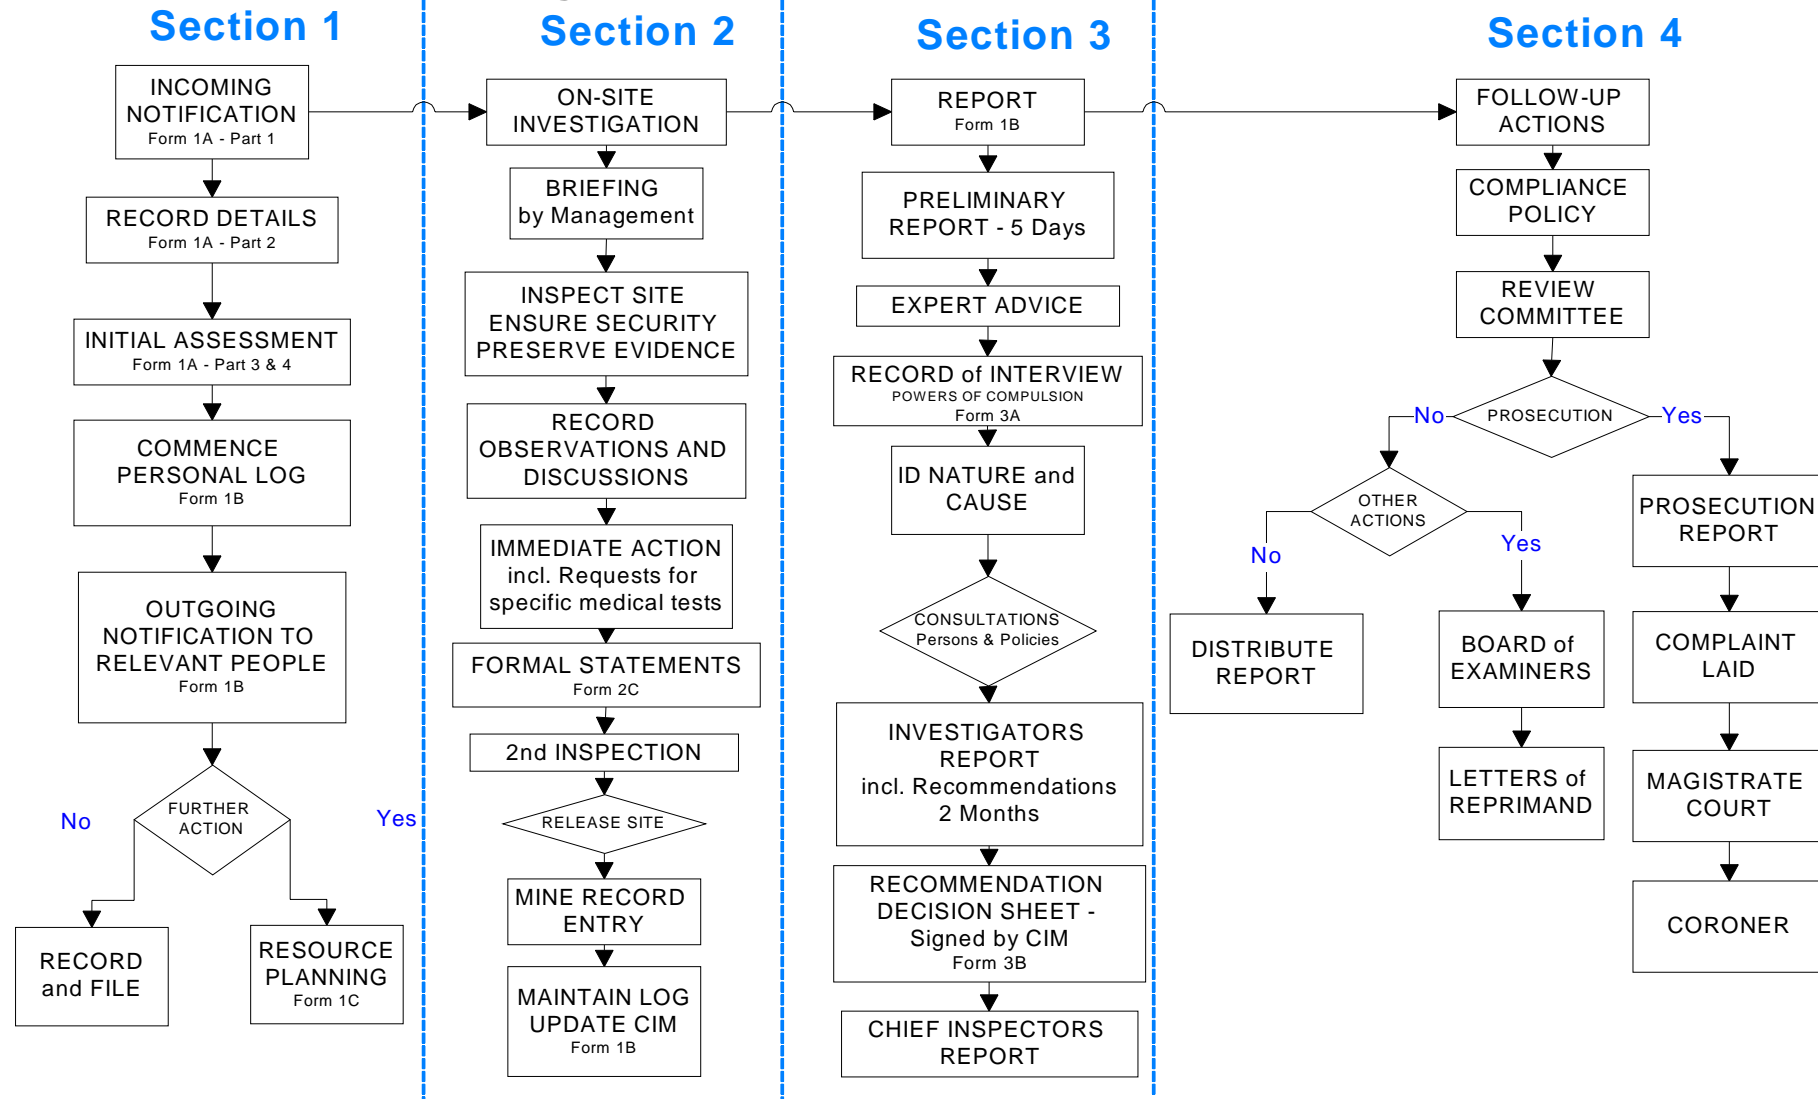 Section 1
INCOMING
NOTIFICATION
Form 1A - Part 1
RECORD DETAILS
Form 1A - Part 2
INITIAL ASSESSMENT
Form 1A - Part 3 & 4
COMMENCE
PERSONAL LOG
Form 1B
OUTGOING
NOTIFICATION TO
RELEVANT PEOPLE
Form 1B
FURTHER
ACTION
No
Yes
RECORD
and FILE
RESOURCE
PLANNING
Form 1C
Section 2
ON-SITE
INVESTIGATION
BRIEFING
by Management
INSPECT SITE
ENSURE SECURITY
PRESERVE EVIDENCE
RECORD
OBSERVATIONS AND
DISCUSSIONS
IMMEDIATE ACTION
incl. Requests for
specific medical tests
FORMAL STATEMENTS
Form 2C
2nd INSPECTION
RELEASE SITE
MINE RECORD
ENTRY
MAINTAIN LOG
UPDATE CIM
Form 1B
Section 3
REPORT
Form 1B
PRELIMINARY
REPORT - 5 Days
EXPERT ADVICE
RECORD of INTERVIEW
POWERS OF COMPULSION
Form 3A
ID NATURE and
CAUSE
CONSULTATIONS
Persons & Policies
INVESTIGATORS
REPORT
incl. Recommendations
2 Months
RECOMMENDATION
DECISION SHEET -
Signed by CIM
Form 3B
CHIEF INSPECTORS
REPORT
Section 4
FOLLOW-UP
ACTIONS
COMPLIANCE
POLICY
REVIEW
COMMITTEE
PROSECUTION
No
Yes
OTHER
ACTIONS
No
Yes
DISTRIBUTE
REPORT
BOARD of
EXAMINERS
LETTERS of
REPRIMAND
PROSECUTION
REPORT
COMPLAINT
LAID
MAGISTRATE
COURT
CORONER